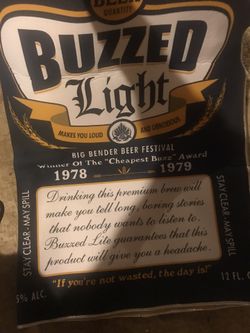 BEER
QUANTITY
BUZZED
Light
MAKES YOU LOUD AND OBNOXIOUS
BIG BENDER BEER FESTIVAL
Winner Of The "Cheapest Buzz" Award
1978 1979
Drinking this premium brew will
make you tell long, boring stories
that nobody wants to listen to.
Buzzed Lite guarantees that this
product will give you a headache.
"If you're not wasted, the day is!"
STAY CLEAR - MAY SPILL
STAY CLEAR - MAY SPILL
5% ALC.
12 FL.